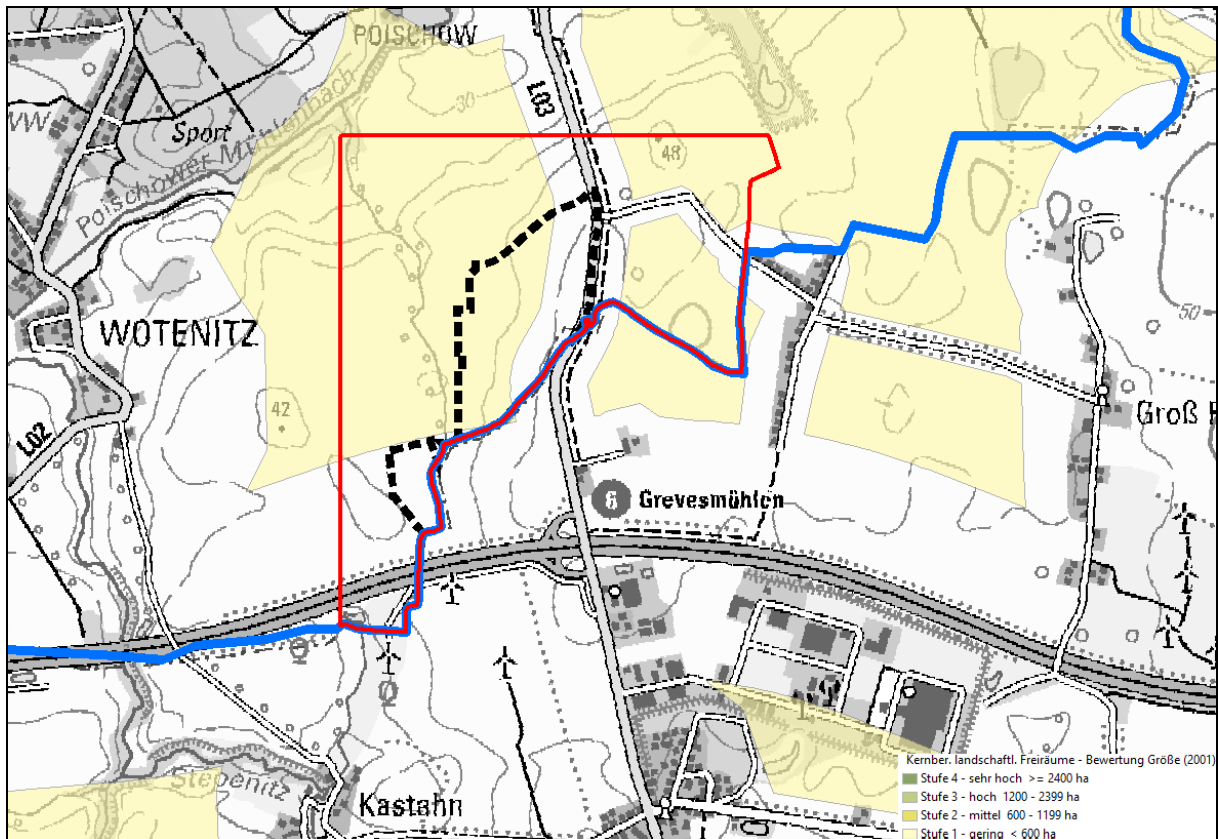 POISCHOW
30
L03
VW
Sport
Poischower Mühlenbach
48
WOTENITZ
50
42
L02
Groß
6 Grevesmühlen
Stepenitz
Kastahn
Kernber. landschaftl. Freiräume - Bewertung Größe (2001)
Stufe 4 - sehr hoch >= 2400 ha
Stufe 3 - hoch 1200 - 2399 ha
Stufe 2 - mittel 600 - 1199 ha
Stufe 1 - gering < 600 ha